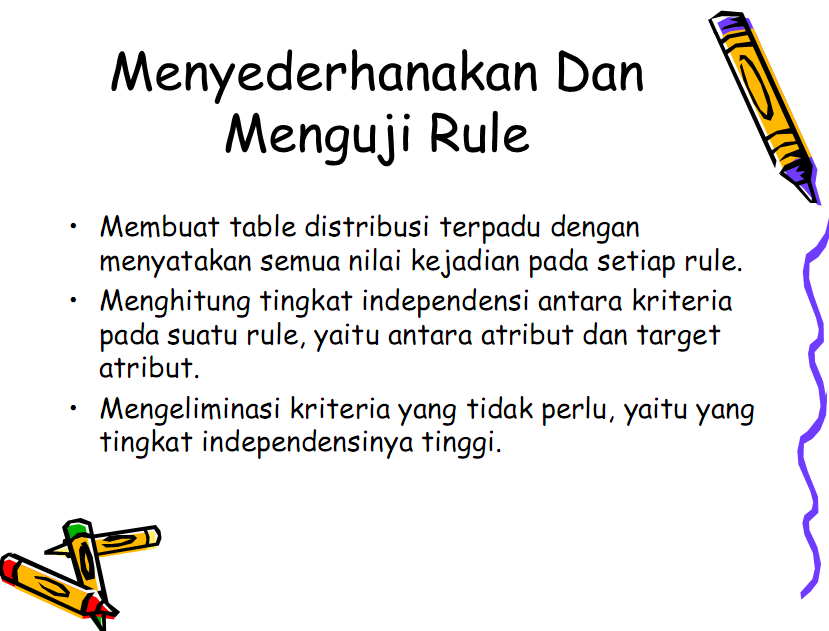 Menyederhanakan Dan
Menguji Rule
• Membuat table distribusi terpadu dengan
menyatakan semua nilai kejadian pada setiap rule.
• Menghitung tingkat independensi antara kriteria
pada suatu rule, yaitu antara atribut dan target
atribut.
• Mengeliminasi kriteria yang tidak perlu, yaitu yang
tingkat independensinya tinggi.